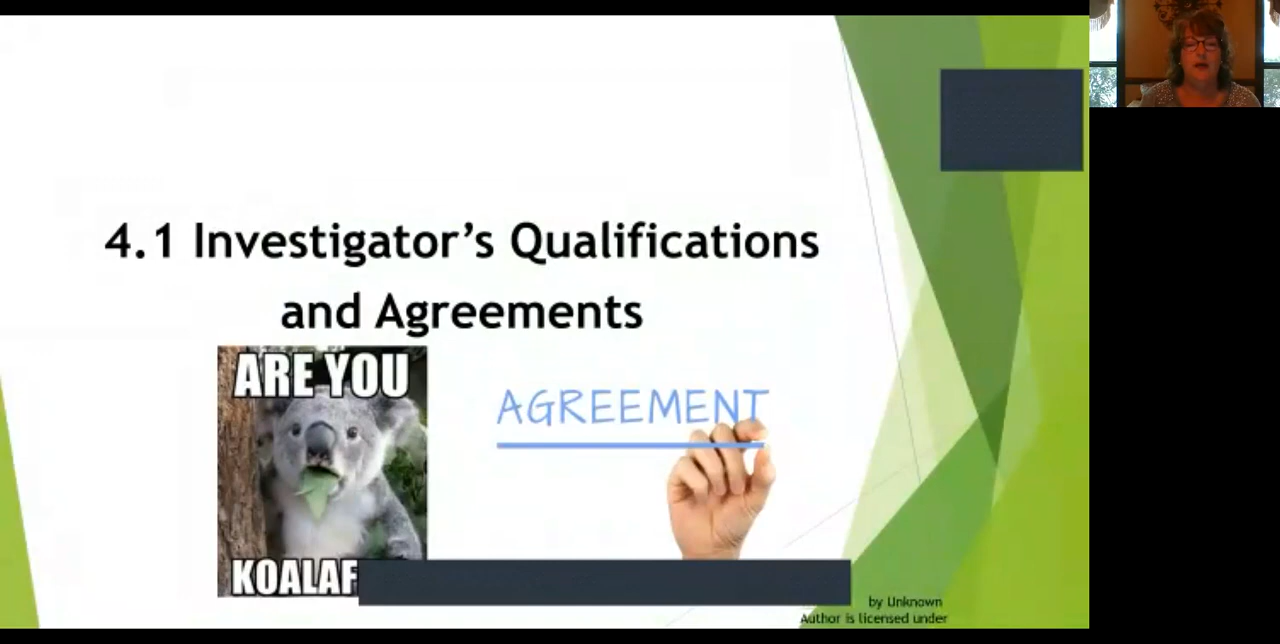 4.1 Investigator's Qualifications
and Agreements
ARE YOU
AGREEMENT
KOALAF
by Unknown
Author is licensed under